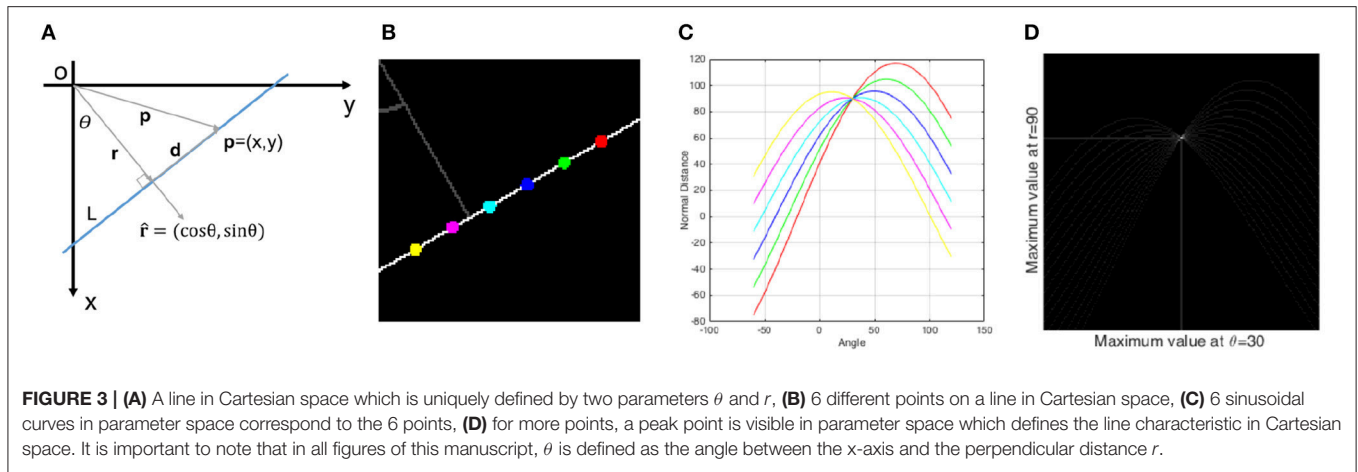 A
B
C
D
O
y
θ
p
r
d
p=(x,y)
L
r̂ = (cosθ, sinθ)
x
120
100
80
60
40
20
0
-20
-40
-60
-80
Normal Distance
-100
-50
0
50
100
150
Angle
Maximum value at r=90
Maximum value at θ=30
FIGURE 3 | (A) A line in Cartesian space which is uniquely defined by two parameters θ and r, (B) 6 different points on a line in Cartesian space, (C) 6 sinusoidal
curves in parameter space correspond to the 6 points, (D) for more points, a peak point is visible in parameter space which defines the line characteristic in Cartesian
space. It is important to note that in all figures of this manuscript, θ is defined as the angle between the x-axis and the perpendicular distance r.